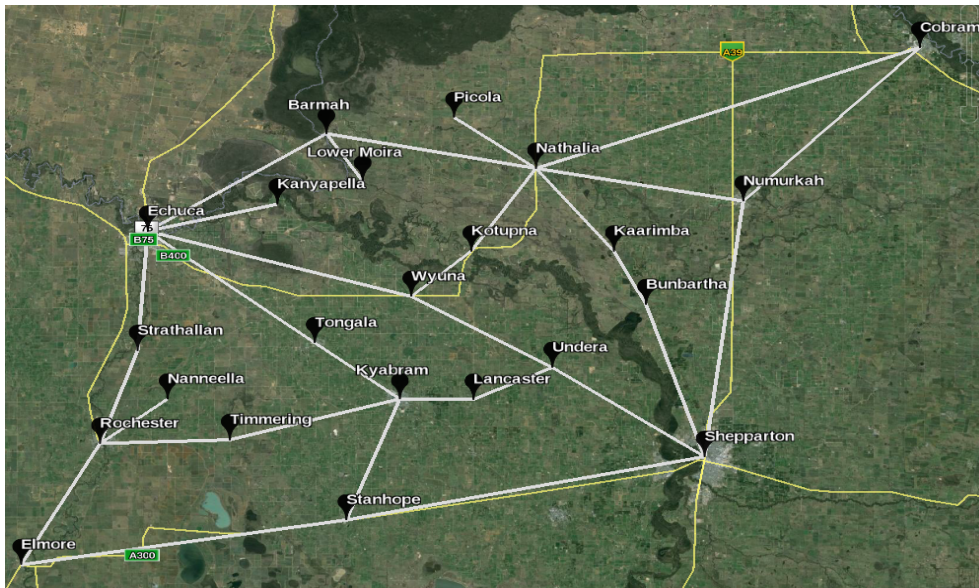 Cobram
A39
Picola
Barmah
Nathalia
Lower Moira
Kanyapella
Numurkah
Echuca
75
B75
B400
Kotupna
Kaarimba
Wyuna
Bunbartha
Strathallan
Tongala
Undera
Nanneella
Kyabram
Lancaster
Rochester
Timmering
Shepparton
Stanhope
Elmore
A300